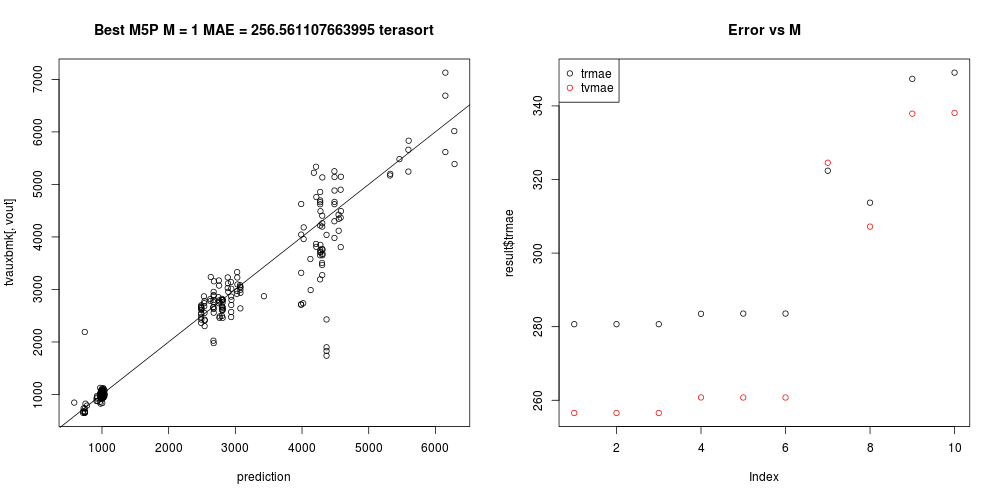 Best M5P M = 1 MAE = 256.561107663995 terasort
tvauxbmk[, vout]
7000
6000
5000
4000
3000
2000
1000
1000 2000 3000 4000 5000 6000
prediction
Error vs M
trmae
tvmae
result$trmae
340
320
300
280
260
2 4 6 8 10
Index